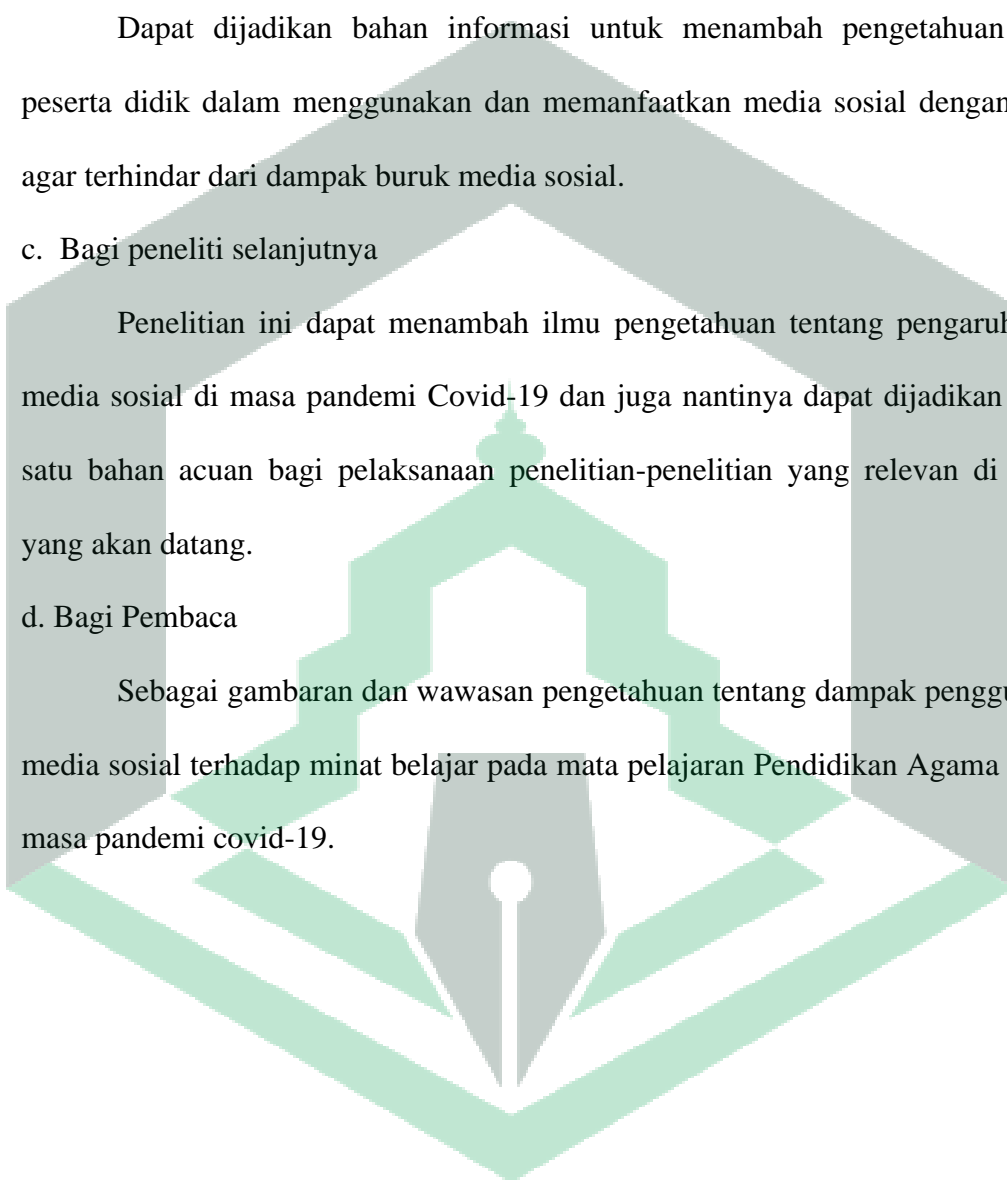 Dapat dijadikan bahan informasi untuk menambah pengetahuan
peserta didik dalam menggunakan dan memanfaatkan media sosial dengan
agar terhindar dari dampak buruk media sosial.
c. Bagi peneliti selanjutnya
Penelitian ini dapat menambah ilmu pengetahuan tentang pengaruh
media sosial di masa pandemi Covid-19 dan juga nantinya dapat dijadikan
satu bahan acuan bagi pelaksanaan penelitian-penelitian yang relevan di
yang akan datang.
d. Bagi Pembaca
Sebagai gambaran dan wawasan pengetahuan tentang dampak
media sosial terhadap minat belajar pada mata pelajaran Pendidikan Agama
masa pandemi covid-19.